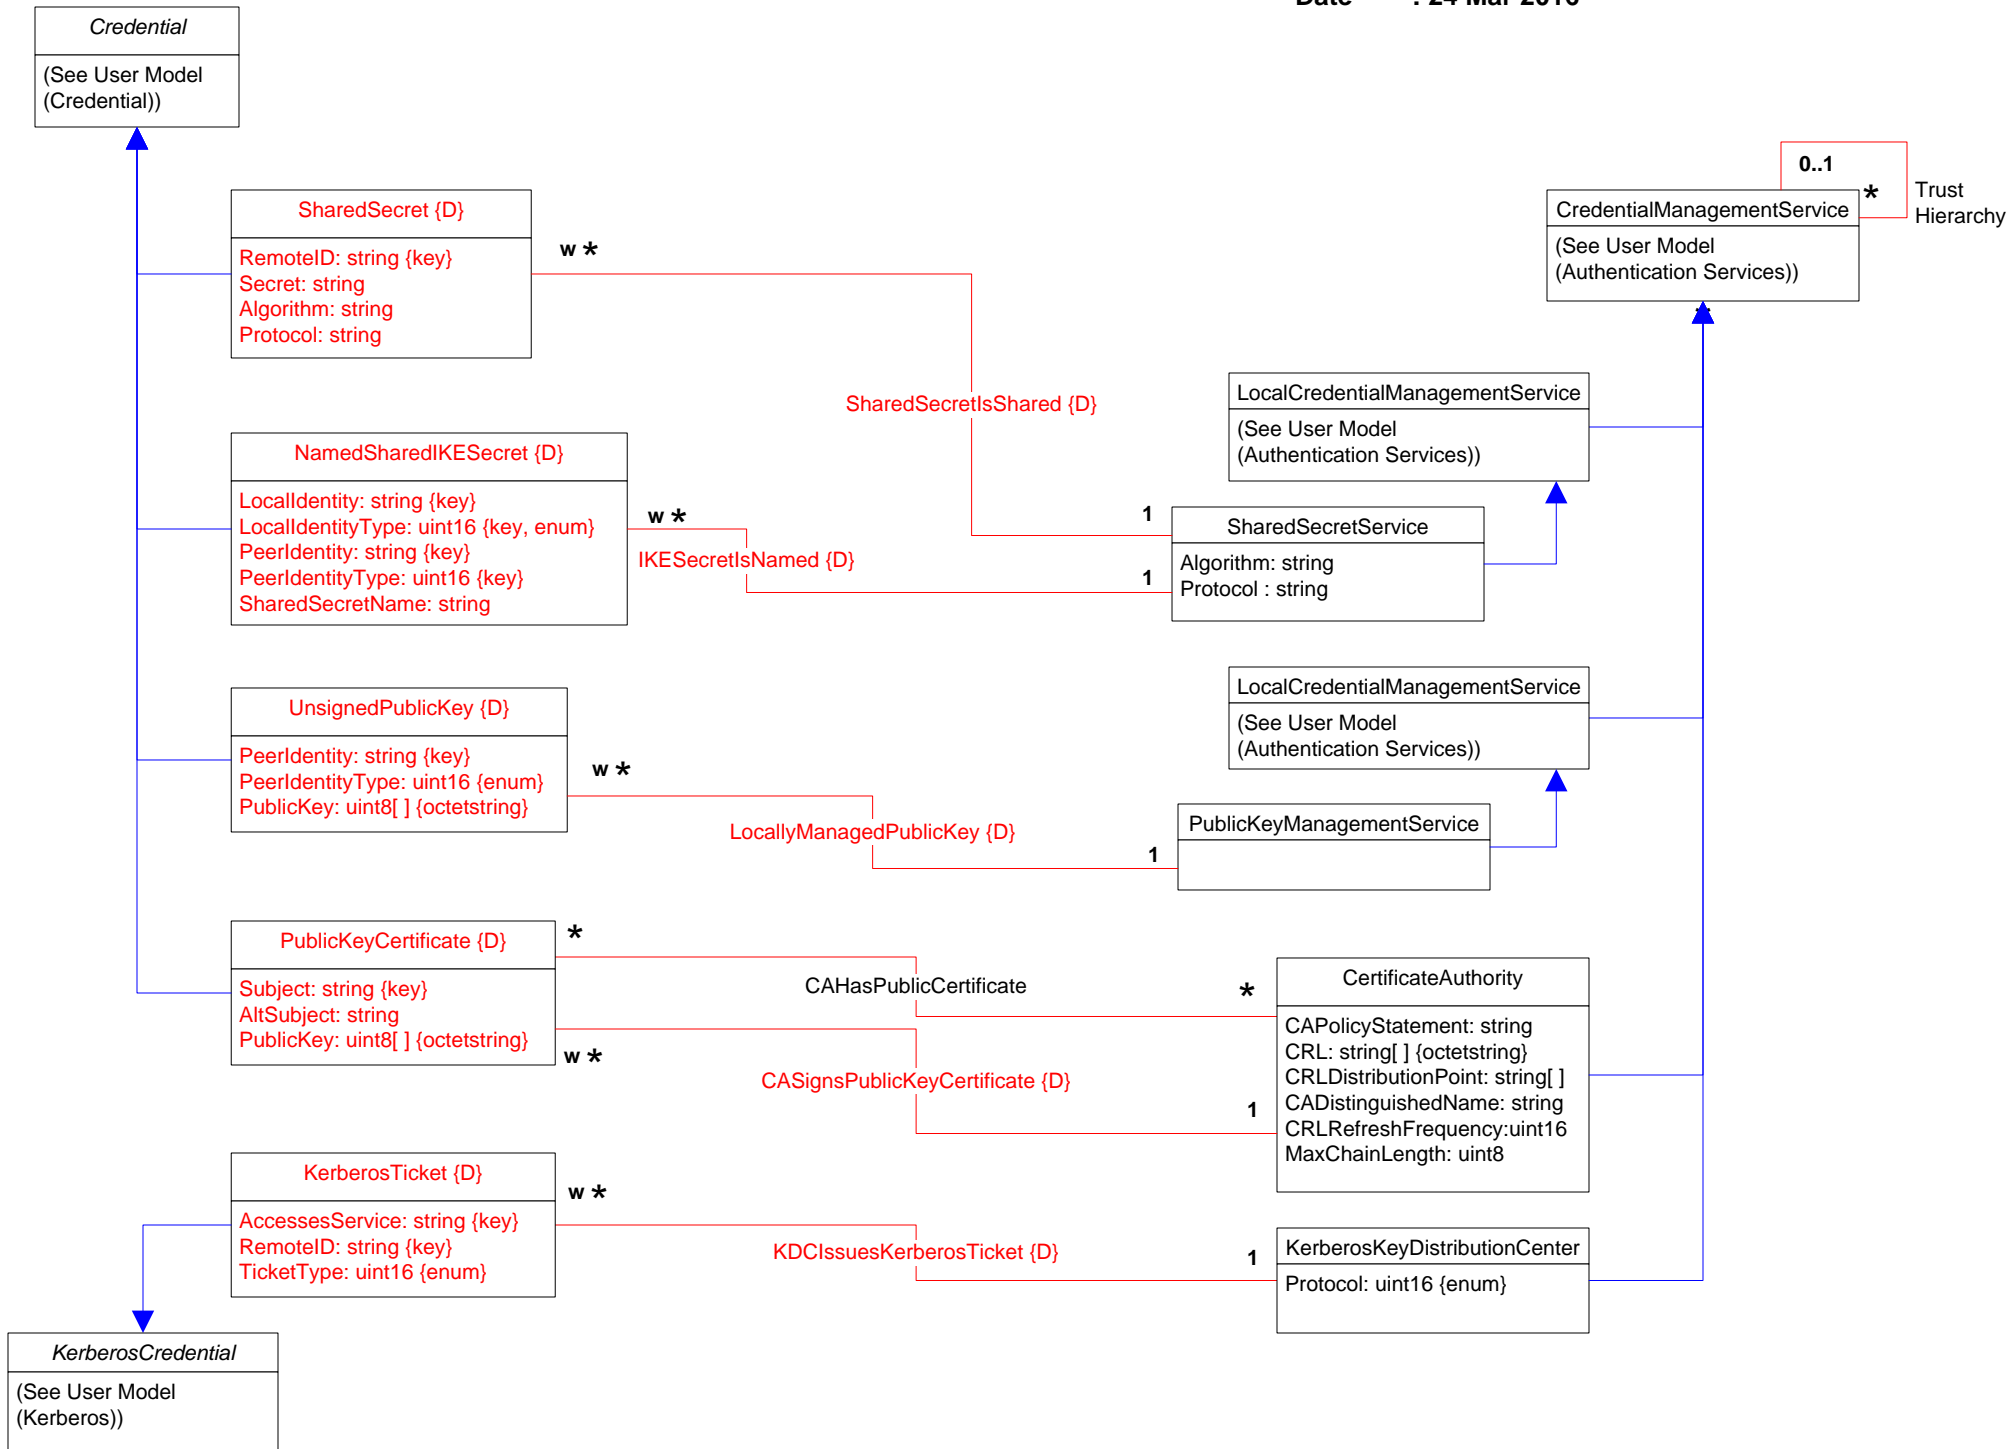 Date : 24 Mar 2016
Credential
(See User Model
(Credential))
0..1
*
Trust
Hierarchy
CredentialManagementService
(See User Model
(Authentication Services))
SharedSecret {D}
RemoteID: string {key}
Secret: string
Algorithm: string
Protocol: string
w *
SharedSecretIsShared {D}
LocalCredentialManagementService
(See User Model
(Authentication Services))
NamedSharedIKESecret {D}
LocalIdentity: string {key}
LocalIdentityType: uint16 {key, enum}
PeerIdentity: string {key}
PeerIdentityType: uint16 {key}
SharedSecretName: string
w *
IKESecretIsNamed {D}
1
1
SharedSecretService
Algorithm: string
Protocol : string
UnsignedPublicKey {D}
PeerIdentity: string {key}
PeerIdentityType: uint16 {enum}
PublicKey: uint8[ ] {octetstring}
w *
LocallyManagedPublicKey {D}
1
LocalCredentialManagementService
(See User Model
(Authentication Services))
PublicKeyManagementService
PublicKeyCertificate {D}
Subject: string {key}
AltSubject: string
PublicKey: uint8[ ] {octetstring}
*
CAHasPublicCertificate
*
w *
CASignsPublicKeyCertificate {D}
1
CertificateAuthority
CAPolicyStatement: string
CRL: string[ ] {octetstring}
CRLDistributionPoint: string[ ]
CADistinguishedName: string
CRLRefreshFrequency:uint16
MaxChainLength: uint8
KerberosTicket {D}
AccessesService: string {key}
RemoteID: string {key}
TicketType: uint16 {enum}
w *
KDCIssuesKerberosTicket {D}
1
KerberosKeyDistributionCenter
Protocol: uint16 {enum}
KerberosCredential
(See User Model
(Kerberos))